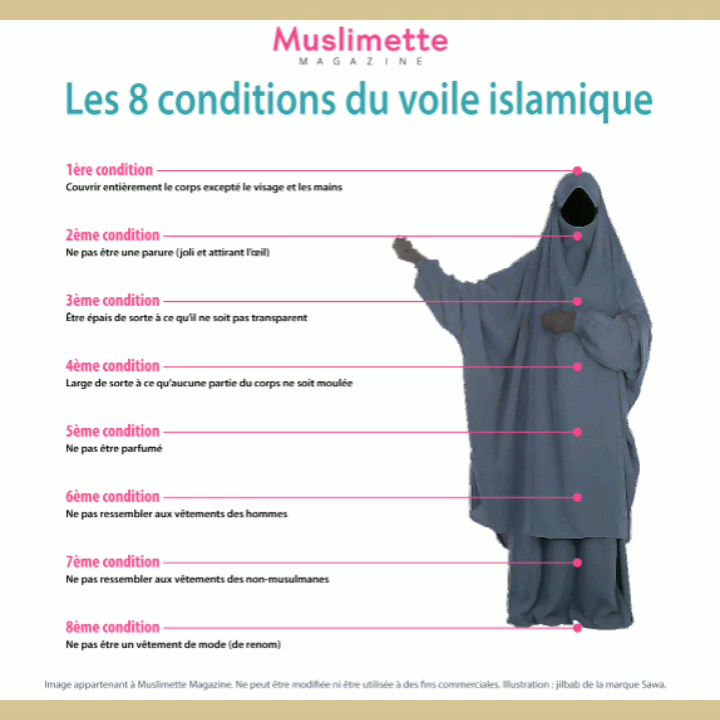 Muslimette
MAGAZINE
Les 8 conditions du voile islamique
1ère condition
Couvrir entièrement le corps excepté le visage et les mains
2ème condition
Ne pas être une parure (joli et attirant l'œil)
3ème condition
Être épais de sorte à ce qu'il ne soit pas transparent
4ème condition
Large de sorte à ce qu'aucune partie du corps ne soit moulée
5ème condition
Ne pas être parfumé
6ème condition
Ne pas ressembler aux vêtements des hommes
7ème condition
Ne pas ressembler aux vêtements des non-musulmanes
8ème condition
Ne pas être un vêtement de mode (de renom)
Image appartenant à Muslimette Magazine. Ne peut être modifiée ni être utilisée à des fins commerciales. Illustration : jilbab de la marque Sawa.